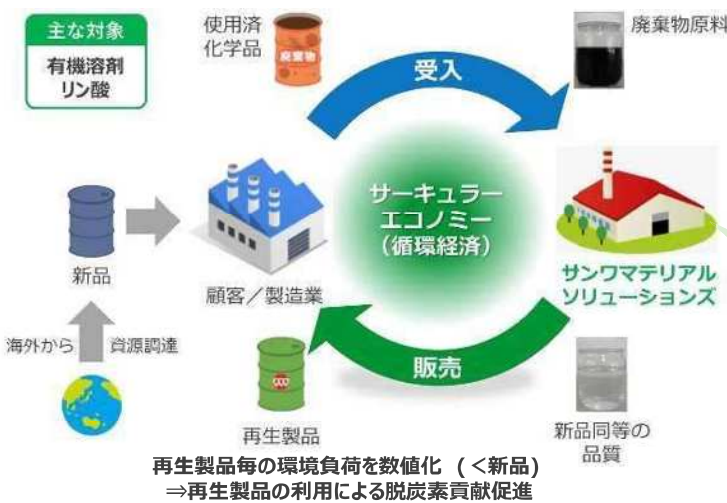 主な対象
有機溶剤
リン酸
使用済
化学品
廃棄物
受入
廃棄物原料
サーキュラー
エコノミー
（循環経済）
新品
顧客／製造業
サンワマテリアル
ソリューションズ
海外から 資源調達
販売
再生製品
新品同等の
品質
再生製品毎の環境負荷を数値化 （＜新品）
⇒再生製品の利用による脱炭素貢献促進